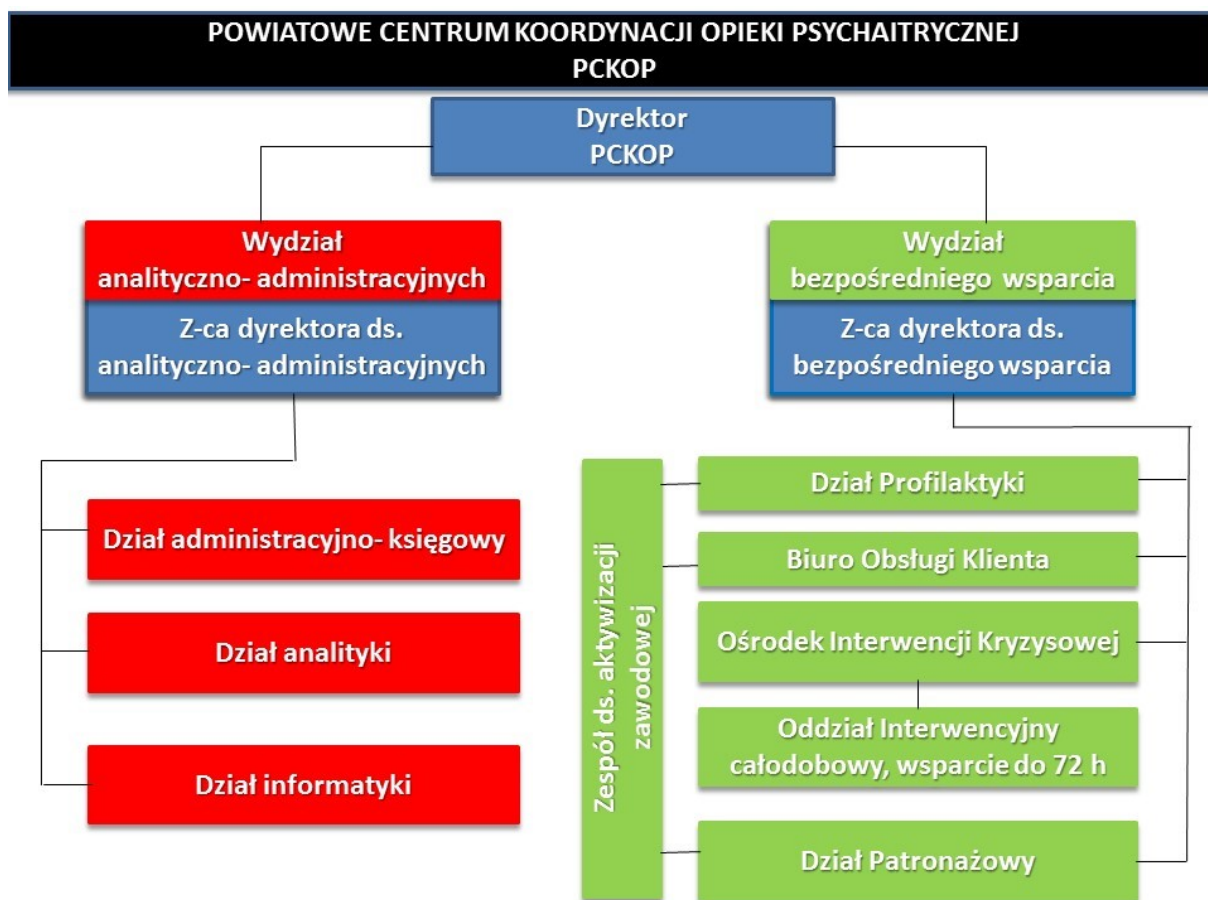 POWIATOWE CENTRUM KOORDYNACJI OPIEKI PSYCHAITRYCZNEJ
PCKOP
Dyrektor
PCKOP
Wydział
analityczno- administracyjnych
Z-ca dyrektora ds.
analityczno- administracyjnych
Dział administracyjno- księgowy
Dział analityki
Dział informatyki
Wydział
bezpośredniego wsparcia
Z-ca dyrektora ds.
bezpośredniego wsparcia
Zespół ds. aktywizacji
zawodowej
Dział Profilaktyki
Biuro Obsługi Klienta
Ośrodek Interwencji Kryzysowej
Oddział Interwencyjny
całodobowy, wsparcie do 72 h
Dział Patronażowy